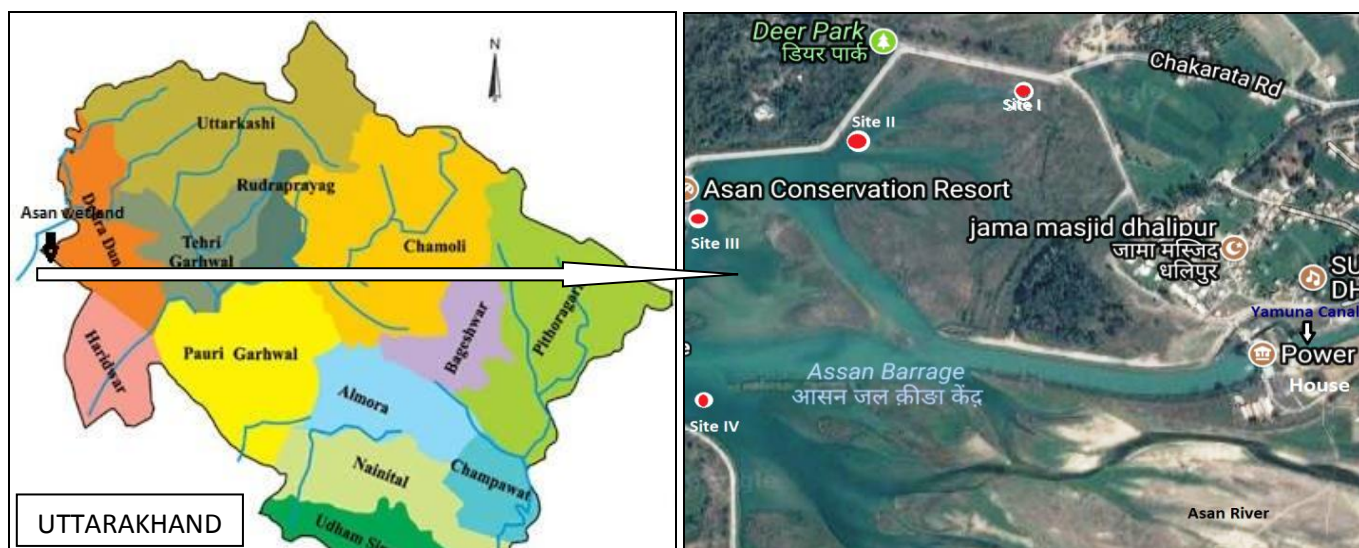 N
Uttarkashi
Rudraprayag
Asan wetland
Dehra Dun
Tehri
Garhwal
Chamoli
Haridwar
Pauri Garhwal
Bageshwar
Almora
Nainital
Champawat
UTTARAKHAND
Deer Park
डियर पार्क
Chakarata Rd
Site I
Site II
Asan Conservation Resort
Site III
jama masjid dhalipur
जामा मस्जिद
धलिपुर
SU
DH
Yamuna Canal
Power
House
e
Assan Barrage
आसन जल क्रीड़ा केंद्र
Site IV
Asan River